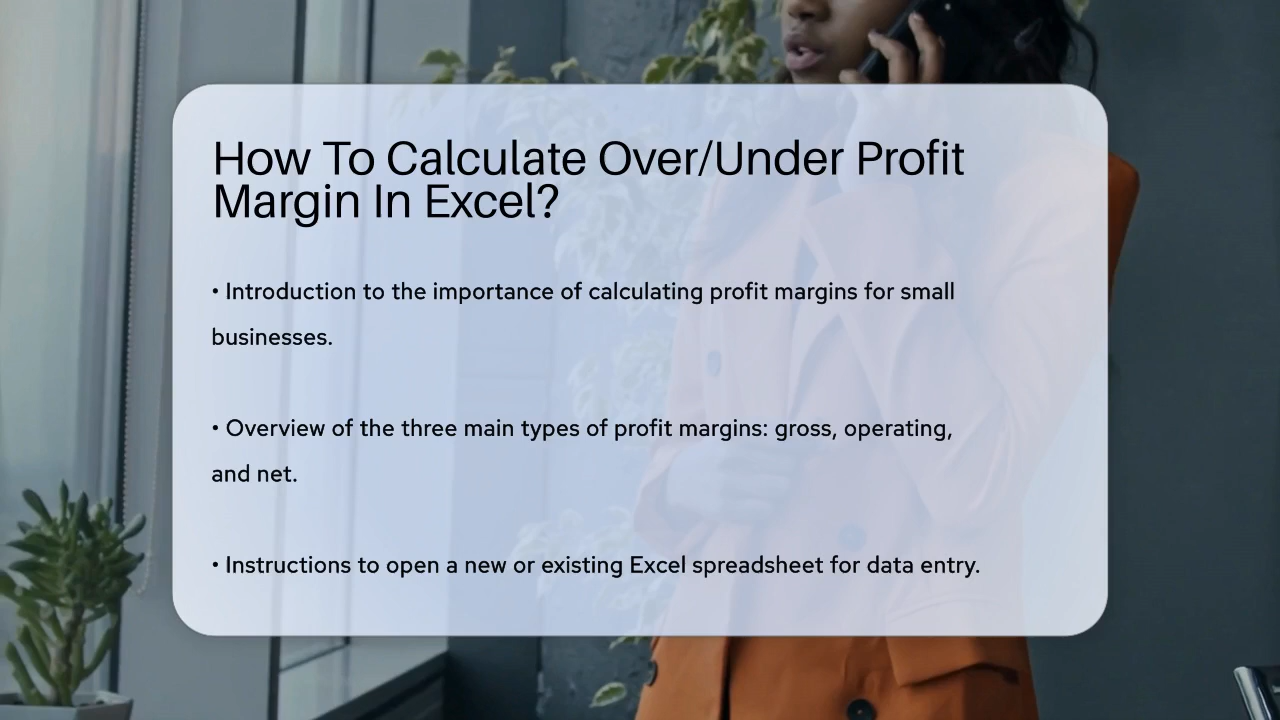 How To Calculate Over/Under Profit
Margin In Excel?
• Introduction to the importance of calculating profit margins for small
businesses.
• Overview of the three main types of profit margins: gross, operating,
and net.
• Instructions to open a new or existing Excel spreadsheet for data entry.